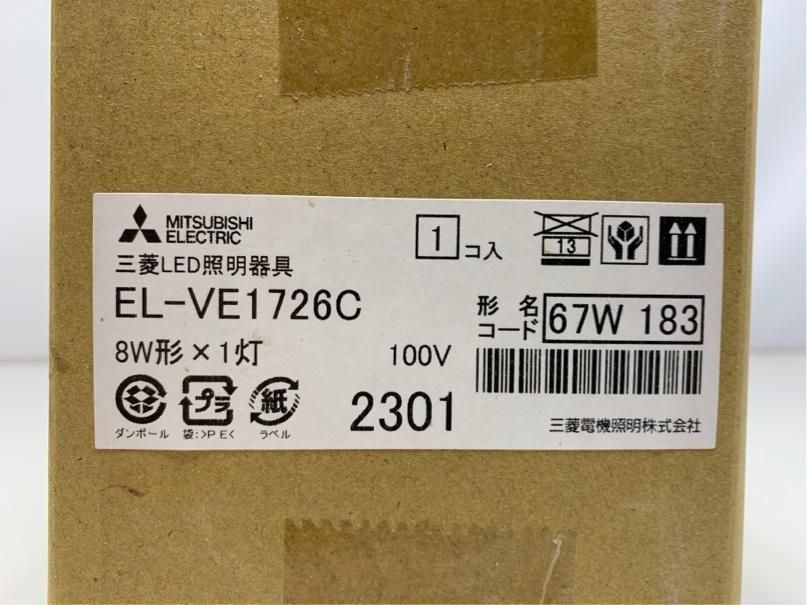 MITSUBISHI
ELECTRIC
1 コ入
13
三菱LED照明器具
EL-VE1726C
形名
コード 67W 183
8W形×1灯 100V
プラ 紙
ダンボール 袋:>PE< ラベル
2301
三菱電機照明株式会社